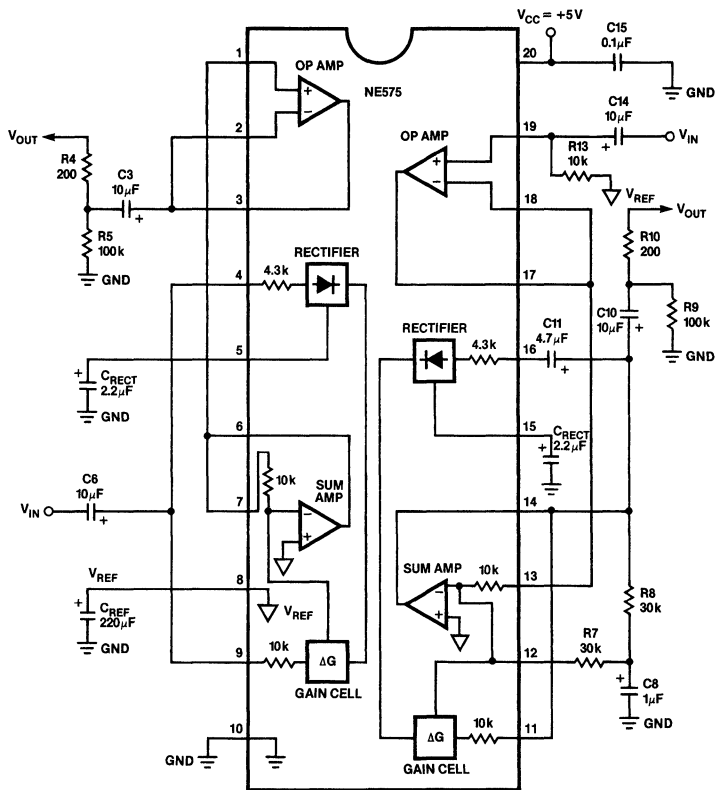 VCC = +5V
C15
0.1µF
GND
1
20
OP AMP
NE575
C14
10µF
VIN
19
OP AMP
R13
10k
VREF
2
VOUT
R4
200
C3
10µF
+
3
R5
100k
GND
18
VOUT
R10
200
17
C10
10µF
+
R9
100k
GND
RECTIFIER
4
4.3k
5
+
CRECT
2.2µF
GND
RECTIFIER
4.3k
16
C11
4.7µF
+
15
CRECT
2.2µF
+
6
C6
10µF
VIN
+
7
10k
SUM
AMP
+
−
14
SUM AMP
10k
13
−
+
R8
30k
VREF
8
VREF
+
CREF
220µF
GND
9
10k
ΔG
GAIN CELL
12
R7
30k
+
C8
1µF
GND
10
GND
ΔG
10k
11
GAIN CELL